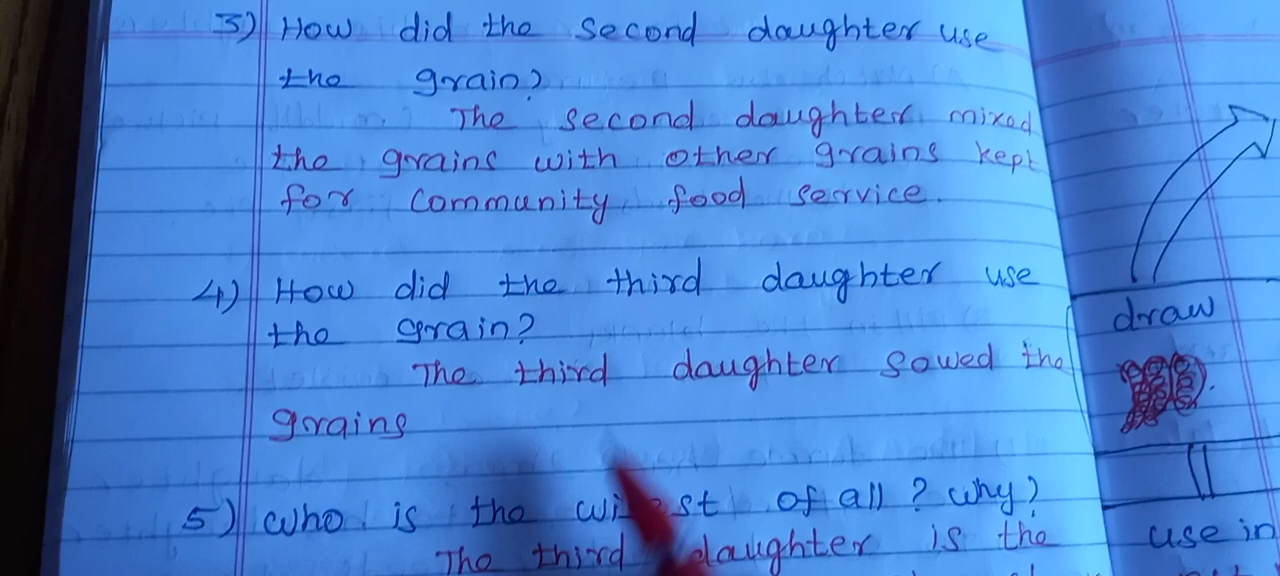 3) How did the second daughter use
the grain?
The second daughter mixed
the grains with other grains kept
for community food service.
4) How did the third daughter use
the grain?
The third daughter sowed the
grains
5) Who is the of all ? why?
The third daughter is the
draw
use in